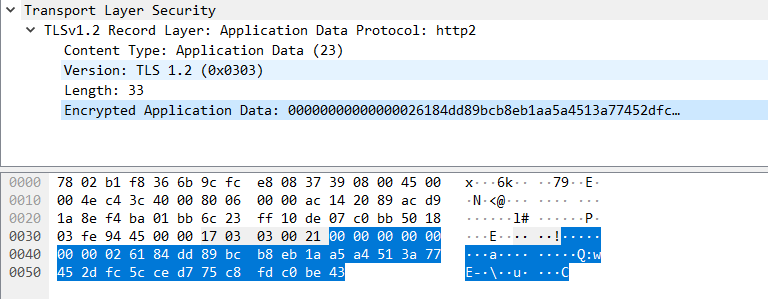 Transport Layer Security
TLSv1.2 Record Layer: Application Data Protocol: http2
Content Type: Application Data (23)
Version: TLS 1.2 (0x0303)
Length: 33
Encrypted Application Data: 00000000000000026184dd89bcb8eb1aa5a4513a77452dfc…
0000 78 02 b1 f8 36 6b 9c fc e8 08 37 39 08 00 45 00 x···6k·· ··79··E·
0010 00 4e c4 3c 40 00 80 06 00 00 ac 14 20 89 ac d9 ·N·<@··· ···· ···
0020 1a 8e f4 ba 01 bb 6c 23 ff 10 de 07 c0 bb 50 18 ······l# ······P·
0030 03 fe 94 45 00 00 17 03 03 00 21 00 00 00 00 00 ···E···· ··!·····
0040 00 00 02 61 84 dd 89 bc b8 eb 1a a5 a4 51 3a 77 ···a···· ·····Q:w
0050 45 2d fc 5c ce d7 75 c8 fd c0 be 43 E-·\··u· ···C